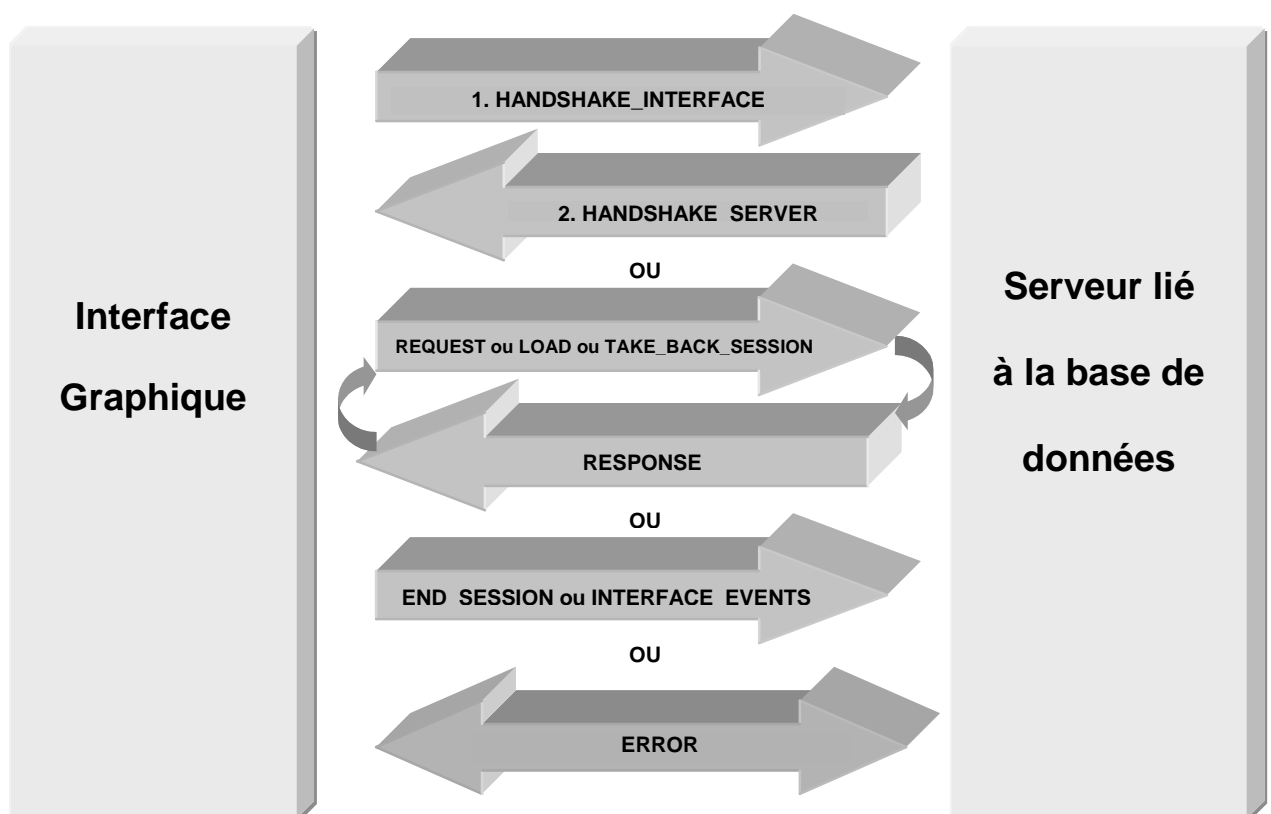 1. HANDSHAKE_INTERFACE
2. HANDSHAKE SERVER
OU
Interface
Graphique
REQUEST ou LOAD ou TAKE_BACK_SESSION
RESPONSE
Serveur lié
à la base de
données
OU
END SESSION ou INTERFACE EVENTS
OU
ERROR